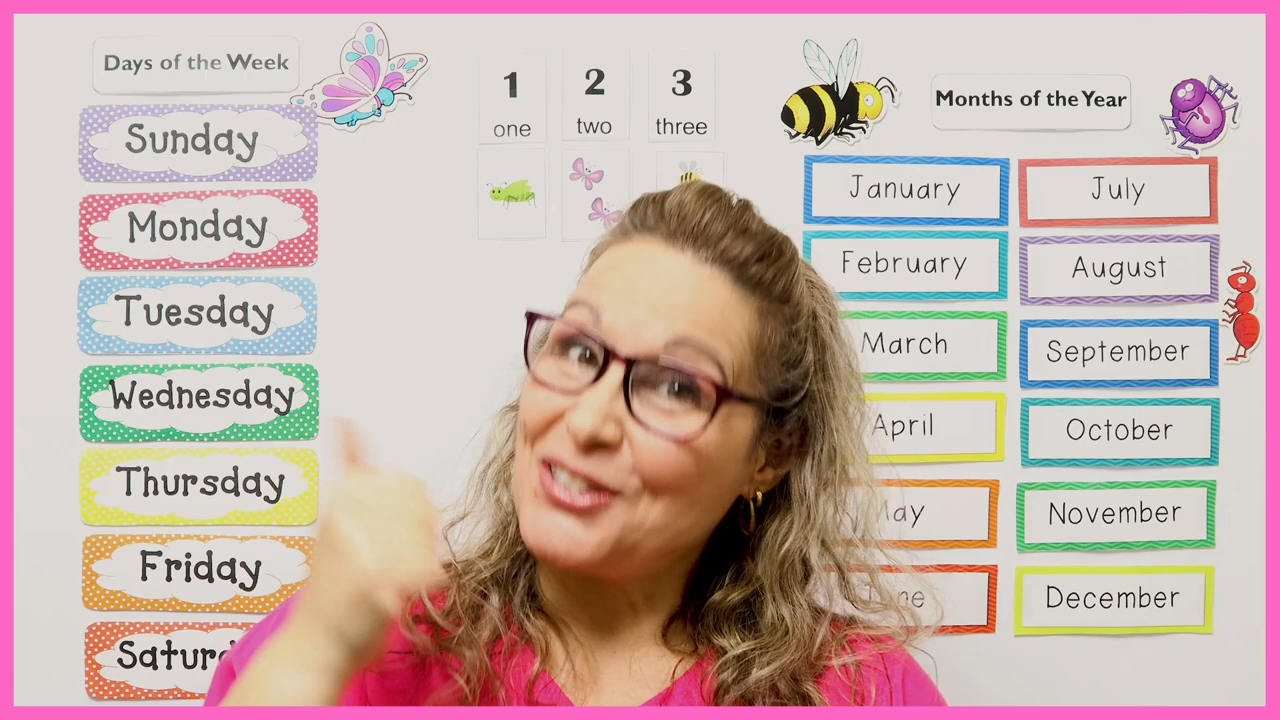 Days of the Week
Sunday
Monday
Tuesday
Wednesday
Thursday
Friday
1
one
2
two
3
three
Months of the Year
January
February
March
April
July
August
September
October
November
December